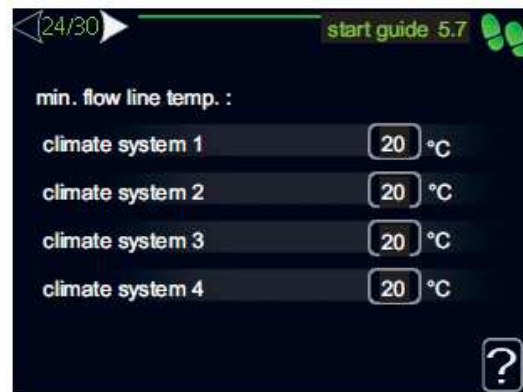 24/30
start guide 5.7
min. flow line temp. :
climate system 1 20 °C
climate system 2 20 °C
climate system 3 20 °C
climate system 4 20 °C
?